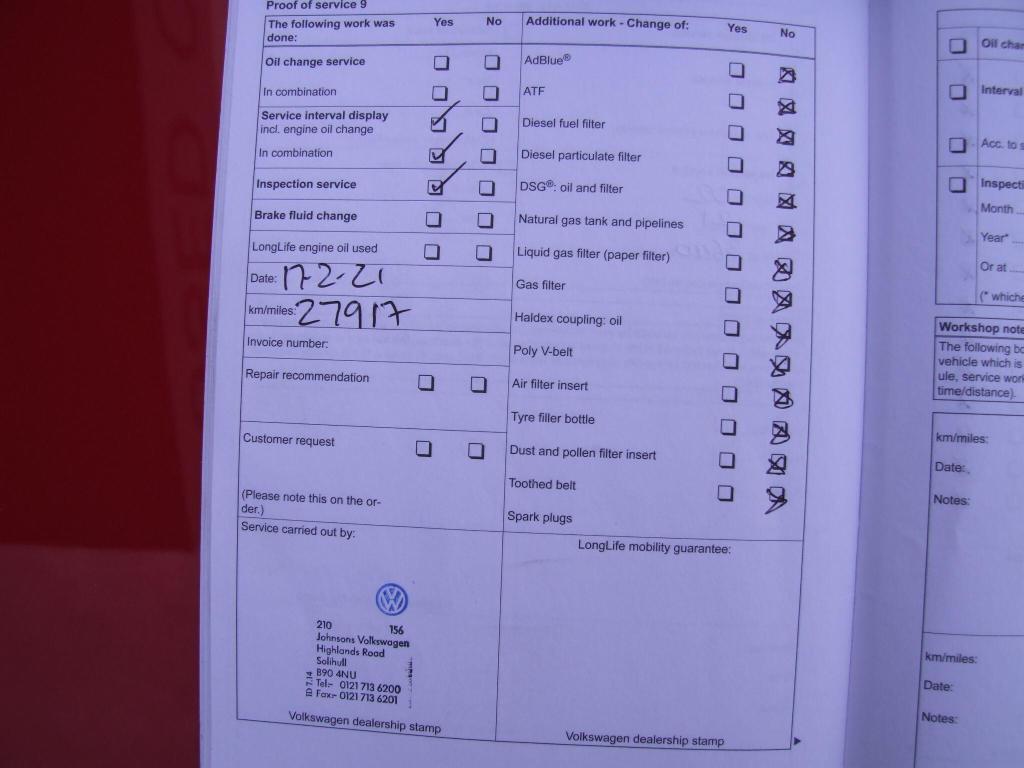 Proof of service 9
The following work was done: Yes No
Oil change service
In combination
Service interval display
incl. engine oil change
In combination
Inspection service
Brake fluid change
LongLife engine oil used
Date: 17-2-21
km/miles: 27917
Invoice number:
Repair recommendation
Customer request
(Please note this on the or-
der.)
Service carried out by:
210 156
Johnsons Volkswagen
Highlands Road
Solihull
B90 4NU
Tel:- 0121 713 6200
Fax:- 0121 713 6201
ID 7.14
Volkswagen dealership stamp
Additional work - Change of: Yes No
AdBlue®
ATF
Diesel fuel filter
Diesel particulate filter
DSG®: oil and filter
Natural gas tank and pipelines
Liquid gas filter (paper filter)
Gas filter
Haldex coupling: oil
Poly V-belt
Air filter insert
Tyre filler bottle
Dust and pollen filter insert
Toothed belt
Spark plugs
LongLife mobility guarantee:
Volkswagen dealership stamp
Oil
Interval
Acc. to
Month
Year*
Or at
Workshop
The following
vehicle which is
ule, service
time/distance).
km/miles:
Date:
Notes:
km/miles:
Date:
Notes: